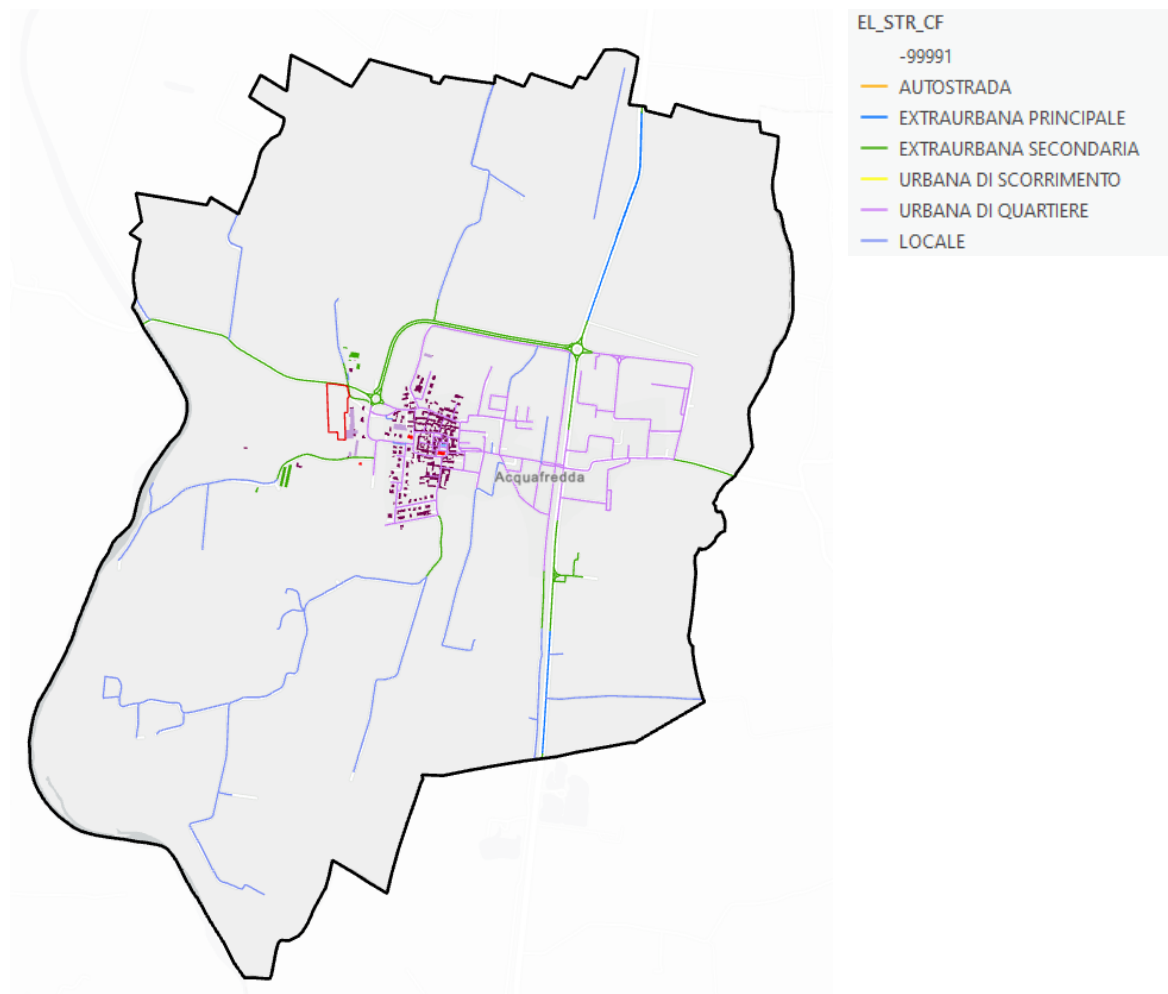 EL_STR_CF
-99991
AUTOSTRADA
EXTRAURBANA PRINCIPALE
EXTRAURBANA SECONDARIA
URBANA DI SCORRIMENTO
URBANA DI QUARTIERE
LOCALE
Acquafredda